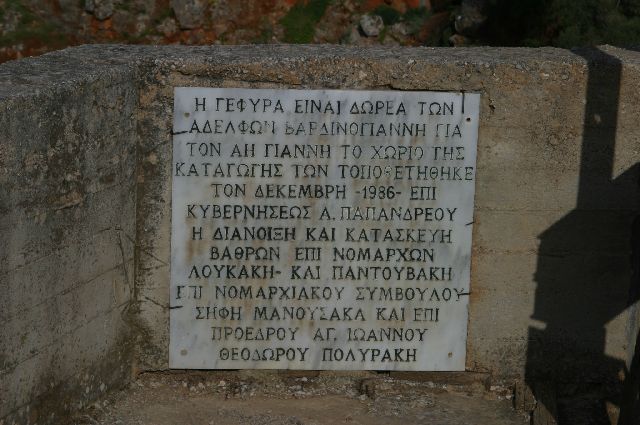 Η ΓΕΦΥΡΑ ΕΙΝΑΙ ΔΩΡΕΑ ΤΩΝ
ΑΔΕΛΦΩΝ ΒΑΡΔΙΝΟΓΙΑΝΝΗ ΓΙΑ
ΤΟΝ ΑΗ ΓΙΑΝΝΗ ΤΟ ΧΩΡΙΟ ΤΗΣ
ΚΑΤΑΓΩΓΗΣ ΤΩΝ ΤΟΠΟΘΕΤΗΘΗΚΕ
ΤΟΝ ΔΕΚΕΜΒΡΗ -1986- ΕΠΙ
ΚΥΒΕΡΝΗΣΕΩΣ Α. ΠΑΠΑΝΔΡΕΟΥ
Η ΔΙΑΝΟΙΞΗ ΚΑΙ ΚΑΤΑΣΚΕΥΗ
ΒΑΘΡΩΝ ΕΠΙ ΝΟΜΑΡΧΩΝ
ΛΟΥΚΑΚΗ- ΚΑΙ ΠΑΝΤΟΥΒΑΚΗ
ΕΠΙ ΝΟΜΑΡΧΙΑΚΟΥ ΣΥΜΒΟΥΛΟΥ
ΣΗΦΗ ΜΑΝΟΥΣΑΚΑ ΚΑΙ ΕΠΙ
ΠΡΟΕΔΡΟΥ ΑΓ. ΙΩΑΝΝΟΥ
ΘΕΟΔΩΡΟΥ ΠΟΛΥΡΑΚΗ